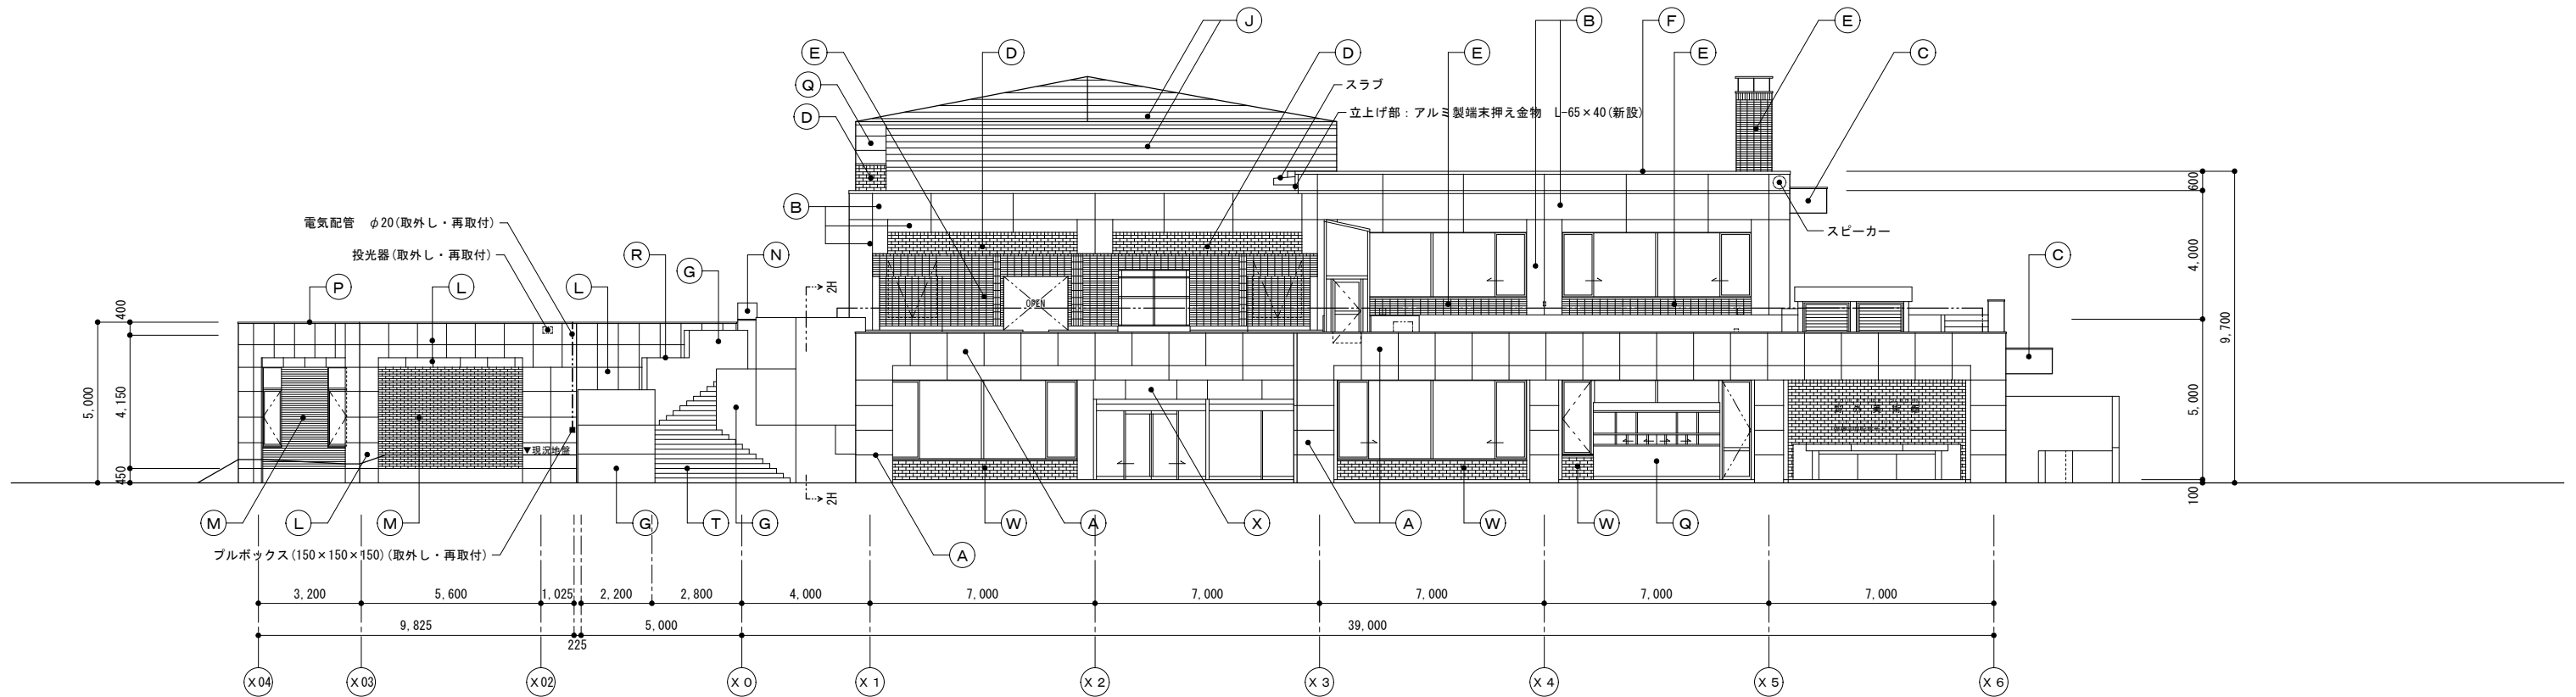 J
B
F
E
E
D
D
E
E
C
Q
スラブ
D
立上げ部：アルミ製端末押え金物　L-65×40(新設)
600
B
電気配管　φ20(取外し・再取付)
スピーカー
投光器(取外し・再取付)
R
G
N
C
4,000
P
L
L
2H
OPEN
400
9,700
5,000
4,150
5,000
▼現況地盤
450
2H
100
M
L
M
G
T
G
W
A
X
A
W
W
Q
プルボックス(150×150×150)(取外し・再取付)
A
3,200
5,600
1,025
2,200
2,800
4,000
7,000
7,000
7,000
7,000
7,000
9,825
225
5,000
39,000
X04
X03
X02
X0
X1
X2
X3
X4
X5
X6